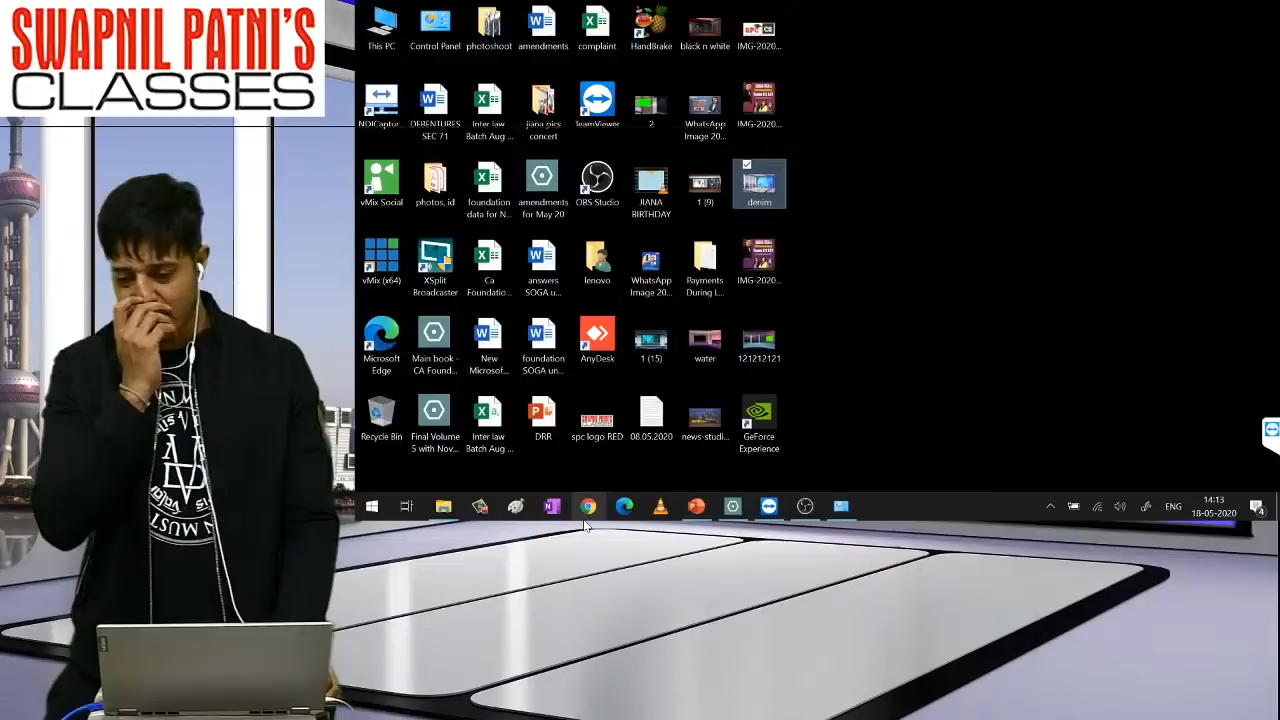 SWAPNIL PATNI'S
CLASSES
This PC
Control Panel
photoshoot
amendments
complaint
HandBrake
black n white
IMG-2020...
NDICaptur...
DEBENTURES
SEC 71
Inter law
Batch Aug ...
jiana pics
concert
TeamViewer
2
WhatsApp
Image 20...
IMG-2020...
vMix Social
photos, id
foundation
data for N...
amendments
for May 20
OBS Studio
JIANA
BIRTHDAY
1 (9)
denim
vMix (x64)
XSplit
Broadcaster
Ca
Foundatio...
answers
SOGA u...
lenovo
WhatsApp
Image 20...
Payments
During L...
IMG-2020...
Microsoft
Edge
Main book -
CA Found...
New
Microsof...
foundation
SOGA un...
AnyDesk
1 (15)
water
121212121
Recycle Bin
Final Volume
5 with Nov...
Inter law
Batch Aug ...
DRR
spc logo RED
08.05.2020
news-studi...
GeForce
Experience
ENG
14:13
18-05-2020